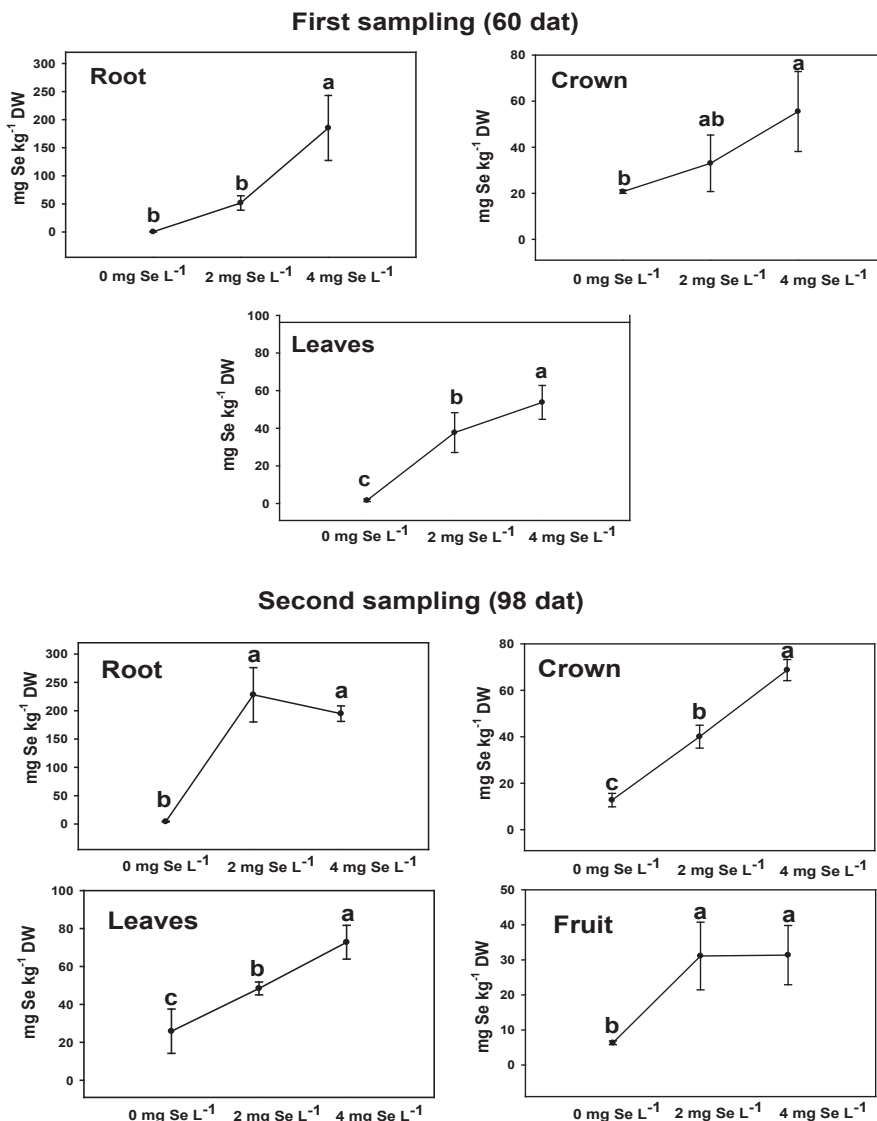 First sampling (60 dat)
Root
mg Se kg⁻¹ DW
300
250
200
150
100
50
0
b
b
a
0 mg Se L⁻¹ 2 mg Se L⁻¹ 4 mg Se L⁻¹
Crown
mg Se kg⁻¹ DW
80
60
40
20
0
b
ab
a
0 mg Se L⁻¹ 2 mg Se L⁻¹ 4 mg Se L⁻¹
Leaves
mg Se kg⁻¹ DW
100
80
60
40
20
0
c
b
a
0 mg Se L⁻¹ 2 mg Se L⁻¹ 4 mg Se L⁻¹
Second sampling (98 dat)
Root
mg Se kg⁻¹ DW
300
250
200
150
100
50
0
b
a
a
0 mg Se L⁻¹ 2 mg Se L⁻¹ 4 mg Se L⁻¹
Crown
mg Se kg⁻¹ DW
80
60
40
20
0
c
b
a
0 mg Se L⁻¹ 2 mg Se L⁻¹ 4 mg Se L⁻¹
Leaves
mg Se kg⁻¹ DW
100
80
60
40
20
0
c
b
a
0 mg Se L⁻¹ 2 mg Se L⁻¹ 4 mg Se L⁻¹
Fruit
mg Se kg⁻¹ DW
50
40
30
20
10
0
b
a
a
0 mg Se L⁻¹ 2 mg Se L⁻¹ 4 mg Se L⁻¹